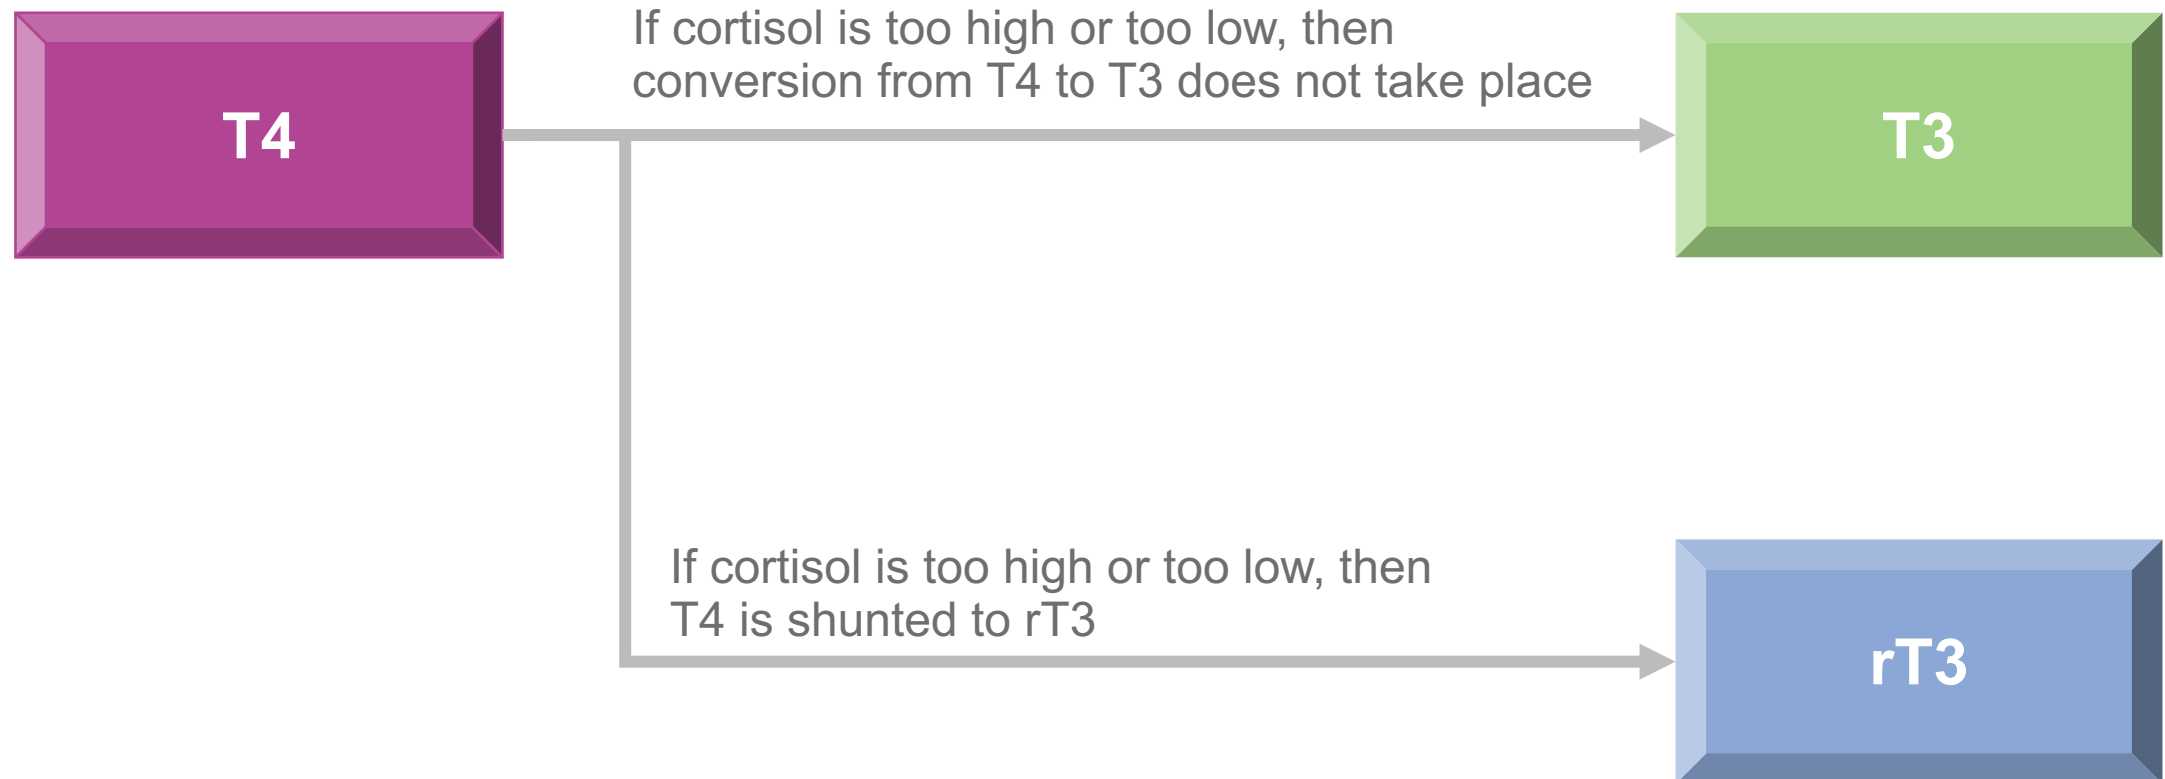 If cortisol is too high or too low, then
conversion from T4 to T3 does not take place
T4
T3
If cortisol is too high or too low, then
T4 is shunted to rT3
rT3